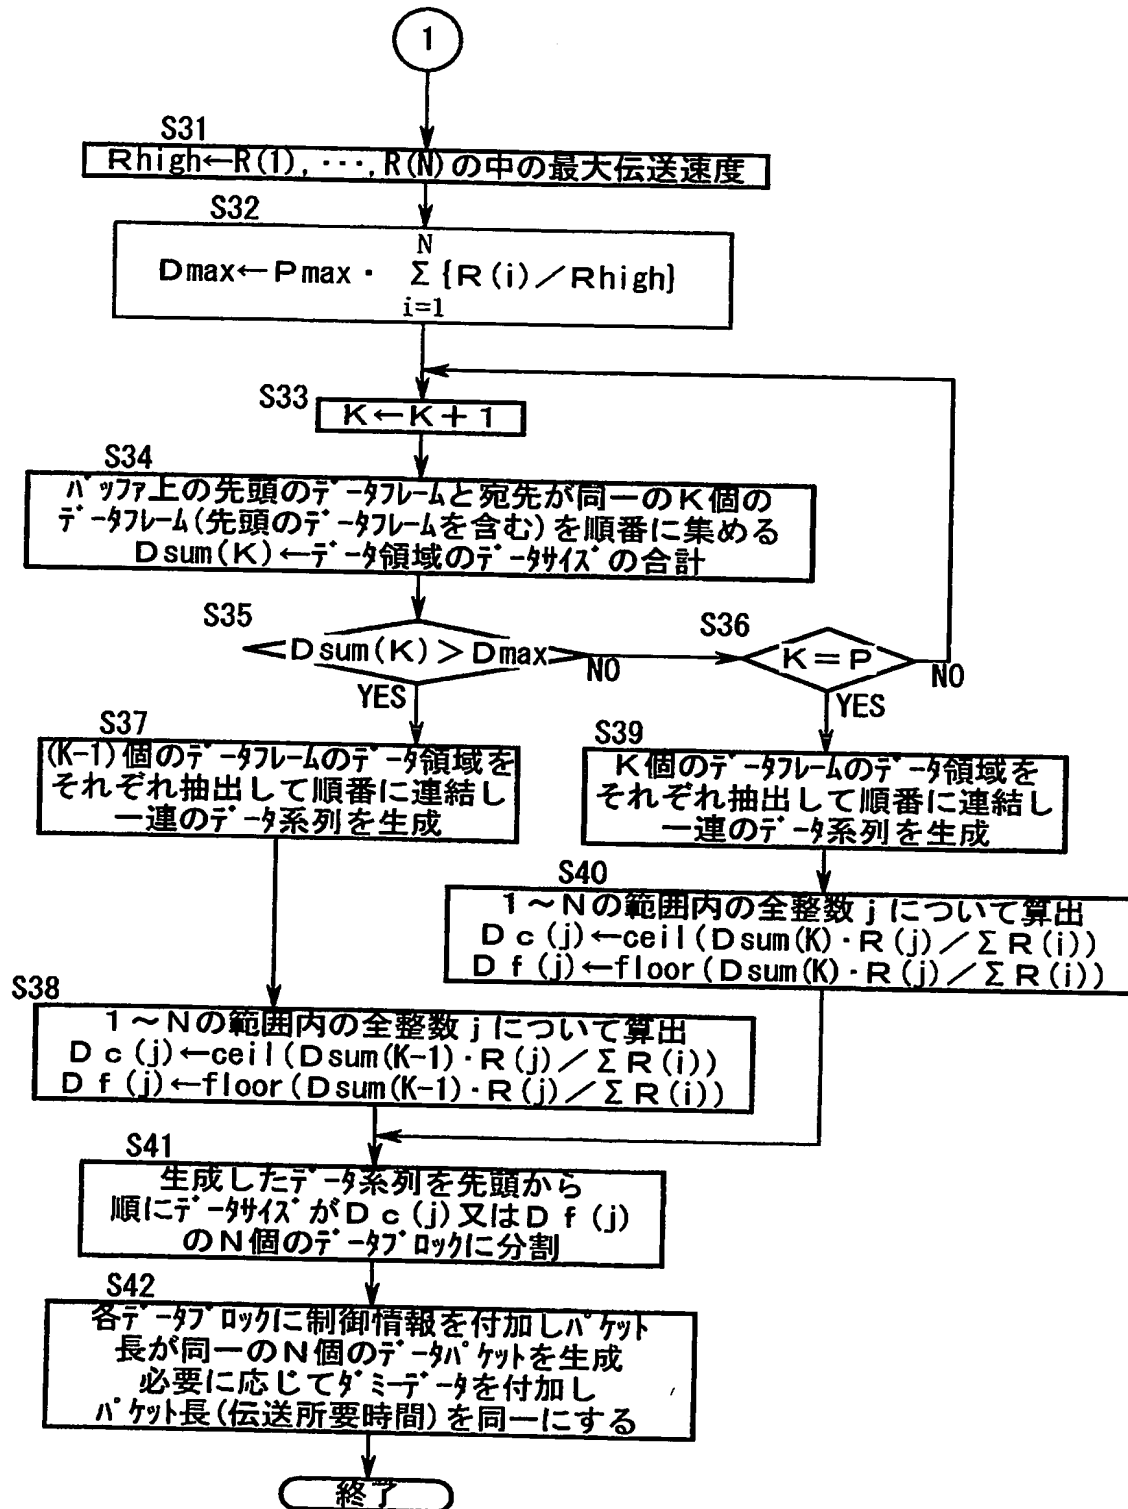 1
S31
Rhigh←R(1), ･･･, R(N)の中の最大伝送速度
S32
N
Dmax←Pmax・ Σ{R(i)／Rhigh}
i=1
S33
K←K＋1
S34
ﾊﾞｯﾌｧ上の先頭のﾃﾞｰﾀﾌﾚｰﾑと宛先が同一のK個の
ﾃﾞｰﾀﾌﾚｰﾑ(先頭のﾃﾞｰﾀﾌﾚｰﾑを含む)を順番に集める
Dsum(K)←ﾃﾞｰﾀ領域のﾃﾞｰﾀｻｲｽﾞの合計
S35
Dsum(K)＞Dmax
NO
YES
S36
K＝P
NO
YES
S37
(K-1)個のﾃﾞｰﾀﾌﾚｰﾑのﾃﾞｰﾀ領域を
それぞれ抽出して順番に連結し
一連のﾃﾞｰﾀ系列を生成
S39
K個のﾃﾞｰﾀﾌﾚｰﾑのﾃﾞｰﾀ領域を
それぞれ抽出して順番に連結し
一連のﾃﾞｰﾀ系列を生成
S40
1～Nの範囲内の全整数jについて算出
Dc(j)←ceil(Dsum(K)･R(j)／ΣR(i))
Df(j)←floor(Dsum(K)･R(j)／ΣR(i))
S38
1～Nの範囲内の全整数jについて算出
Dc(j)←ceil(Dsum(K-1)･R(j)／ΣR(i))
Df(j)←floor(Dsum(K-1)･R(j)／ΣR(i))
S41
生成したﾃﾞｰﾀ系列を先頭から
順にﾃﾞｰﾀｻｲｽﾞがDc(j)又はDf(j)
のN個のﾃﾞｰﾀﾌﾞﾛｯｸに分割
S42
各ﾃﾞｰﾀﾌﾞﾛｯｸに制御情報を付加しﾊﾟｹｯﾄ
長が同一のN個のﾃﾞｰﾀﾊﾟｹｯﾄを生成
必要に応じてﾀﾞﾐｰﾃﾞｰﾀを付加し
ﾊﾟｹｯﾄ長(伝送所要時間)を同一にする
終了